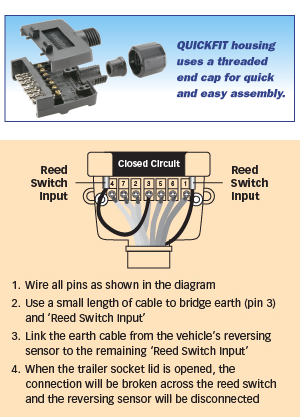 QUICKFIT housing
uses a threaded
end cap for quick
and easy assembly.
Closed Circuit
Reed
Switch
Input
Reed
Switch
Input
4 7 2 3 5 6 1
1. Wire all pins as shown in the diagram
2. Use a small length of cable to bridge earth (pin 3)
and ‘Reed Switch Input’
3. Link the earth cable from the vehicle’s reversing
sensor to the remaining ‘Reed Switch Input’
4. When the trailer socket lid is opened, the
connection will be broken across the reed switch
and the reversing sensor will be disconnected